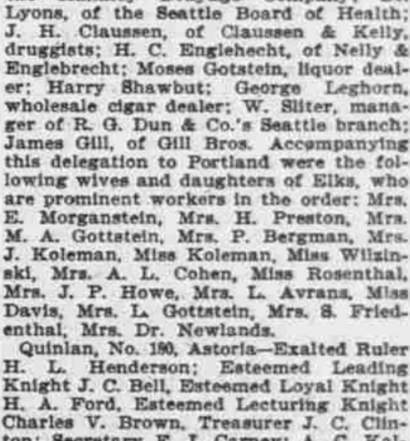 Lyons, of the Seattle Board of Health;
J. H. Claussen, of Claussen & Kelly,
druggists; H. C. Englehecht, of Nelly &
Englebrecht; Moses Gotstein, liquor deal-
er; Harry Shawbut; George Leghorn,
wholesale cigar dealer; W. Sliter, mana-
ger of R. G. Dun & Co.'s Seattle branch;
James Gill, of Gill Bros. Accompanying
this delegation to Portland were the fol-
lowing wives and daughters of Elks, who
are prominent workers in the order: Mrs.
E. Morganstein, Mrs. H. Preston, Mrs.
M. A. Gottstein, Mrs. P. Bergman, Mrs.
J. Koleman, Miss Koleman, Miss Wilzin-
ski, Mrs. A. L. Cohen, Miss Rosenthal,
Mrs. J. P. Howe, Mrs. L. Avrans, Miss
Davis, Mrs. L. Gottstein, Mrs. S. Fried-
enthal, Mrs. Dr. Newlands.
Quinlan, No. 180, Astoria—Exalted Ruler
H. L. Henderson; Esteemed Leading
Knight J. C. Bell, Esteemed Loyal Knight
H. A. Ford, Esteemed Lecturing Knight
Charles V. Brown, Treasurer J. C. Clin-
ton; Secretary E. J.